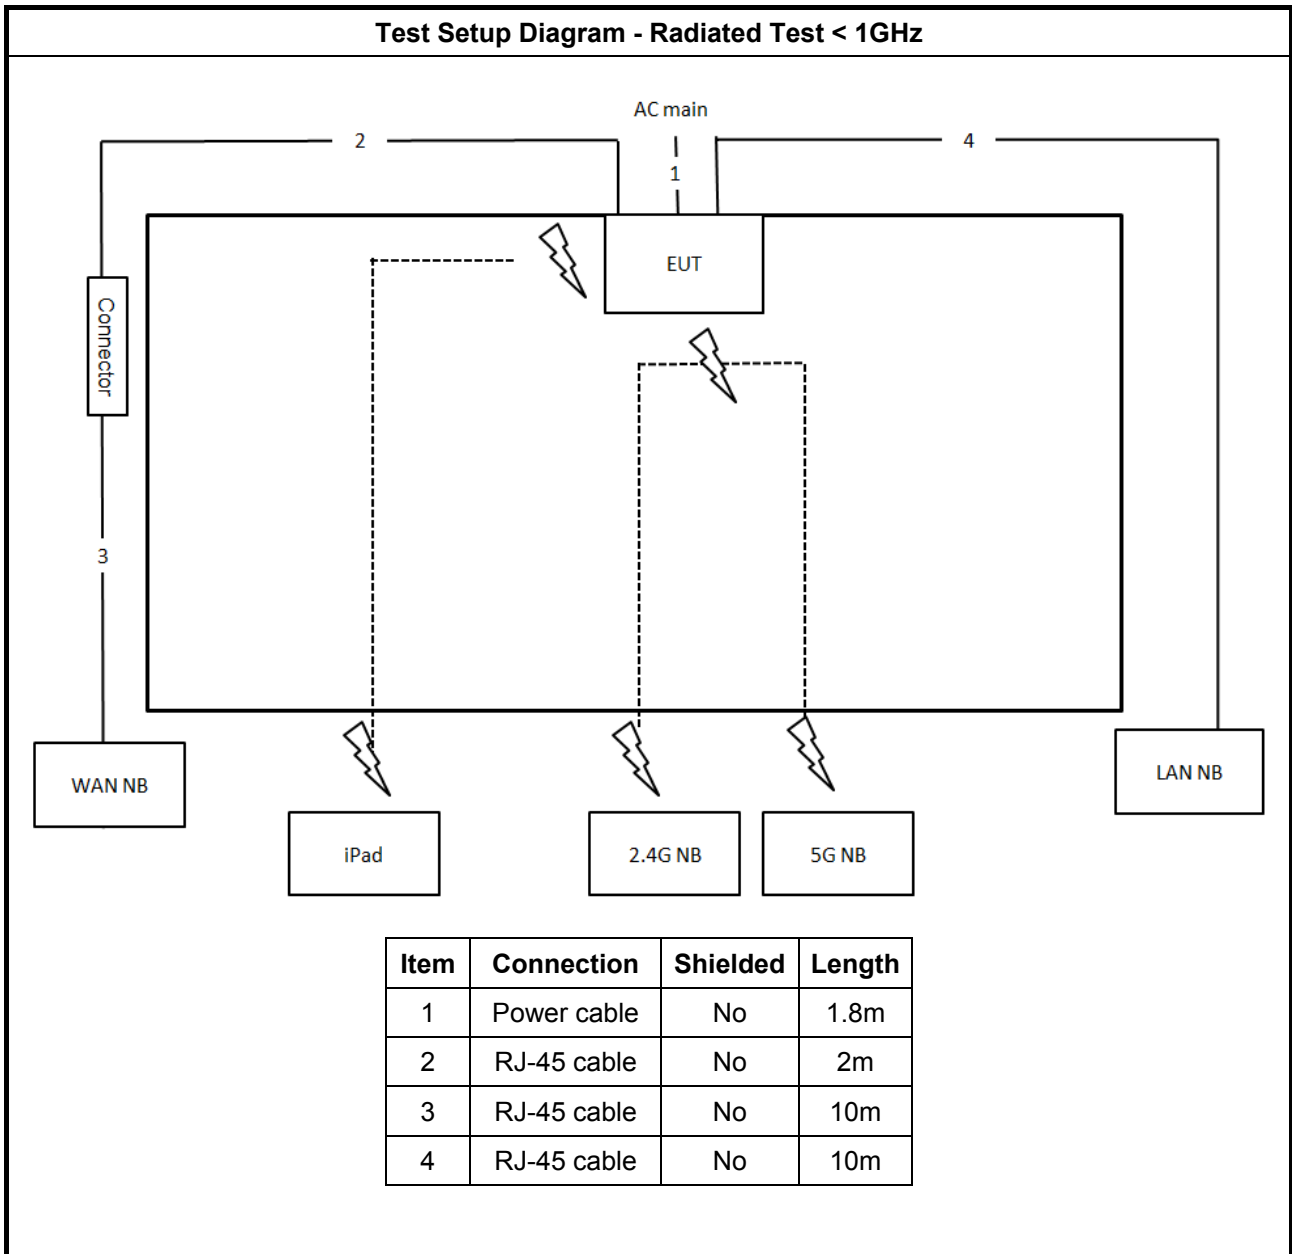 Test Setup Diagram - Radiated Test < 1GHz
AC main
2
4
1
EUT
Connector
3
WAN NB
LAN NB
iPad
2.4G NB
5G NB
Item Connection Shielded Length
1 Power cable No 1.8m
2 RJ-45 cable No 2m
3 RJ-45 cable No 10m
4 RJ-45 cable No 10m